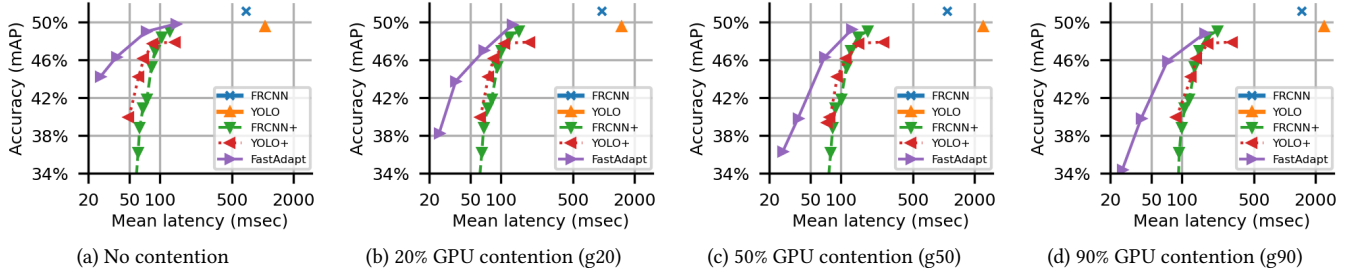 Accuracy (mAP)
50%
46%
42%
38%
34%
FRCNN
YOLO
FRCNN+
YOLO+
FastAdapt
20 50 100 500 2000
Mean latency (msec)
(a) No contention
Accuracy (mAP)
50%
46%
42%
38%
34%
FRCNN
YOLO
FRCNN+
YOLO+
FastAdapt
20 50 100 500 2000
Mean latency (msec)
(b) 20% GPU contention (g20)
Accuracy (mAP)
50%
46%
42%
38%
34%
FRCNN
YOLO
FRCNN+
YOLO+
FastAdapt
20 50 100 500 2000
Mean latency (msec)
(c) 50% GPU contention (g50)
Accuracy (mAP)
50%
46%
42%
38%
34%
FRCNN
YOLO
FRCNN+
YOLO+
FastAdapt
20 50 100 500 2000
Mean latency (msec)
(d) 90% GPU contention (g90)